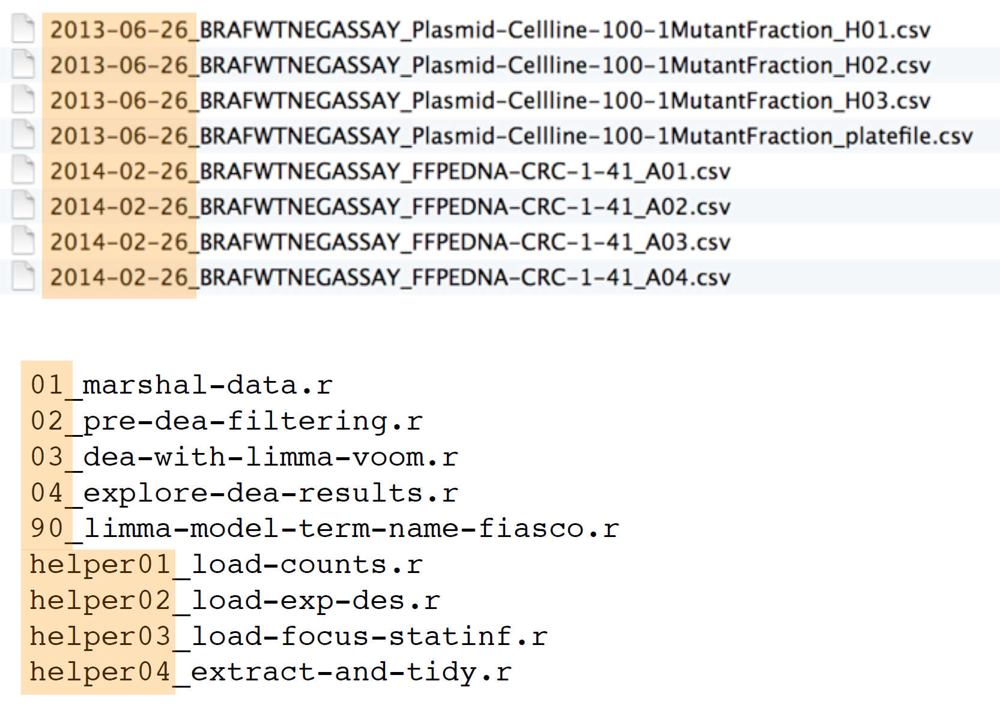 2013-06-26_BRAFWTNEGASSAY_Plasmid-Cellline-100-1MutantFraction_H01.csv
2013-06-26_BRAFWTNEGASSAY_Plasmid-Cellline-100-1MutantFraction_H02.csv
2013-06-26_BRAFWTNEGASSAY_Plasmid-Cellline-100-1MutantFraction_H03.csv
2013-06-26_BRAFWTNEGASSAY_Plasmid-Cellline-100-1MutantFraction_platefile.csv
2014-02-26_BRAFWTNEGASSAY_FFPEDNA-CRC-1-41_A01.csv
2014-02-26_BRAFWTNEGASSAY_FFPEDNA-CRC-1-41_A02.csv
2014-02-26_BRAFWTNEGASSAY_FFPEDNA-CRC-1-41_A03.csv
2014-02-26_BRAFWTNEGASSAY_FFPEDNA-CRC-1-41_A04.csv
01_marshal-data.r
02_pre-dea-filtering.r
03_dea-with-limma-voom.r
04_explore-dea-results.r
90_limma-model-term-name-fiasco.r
helper01_load-counts.r
helper02_load-exp-des.r
helper03_load-focus-statinf.r
helper04_extract-and-tidy.r